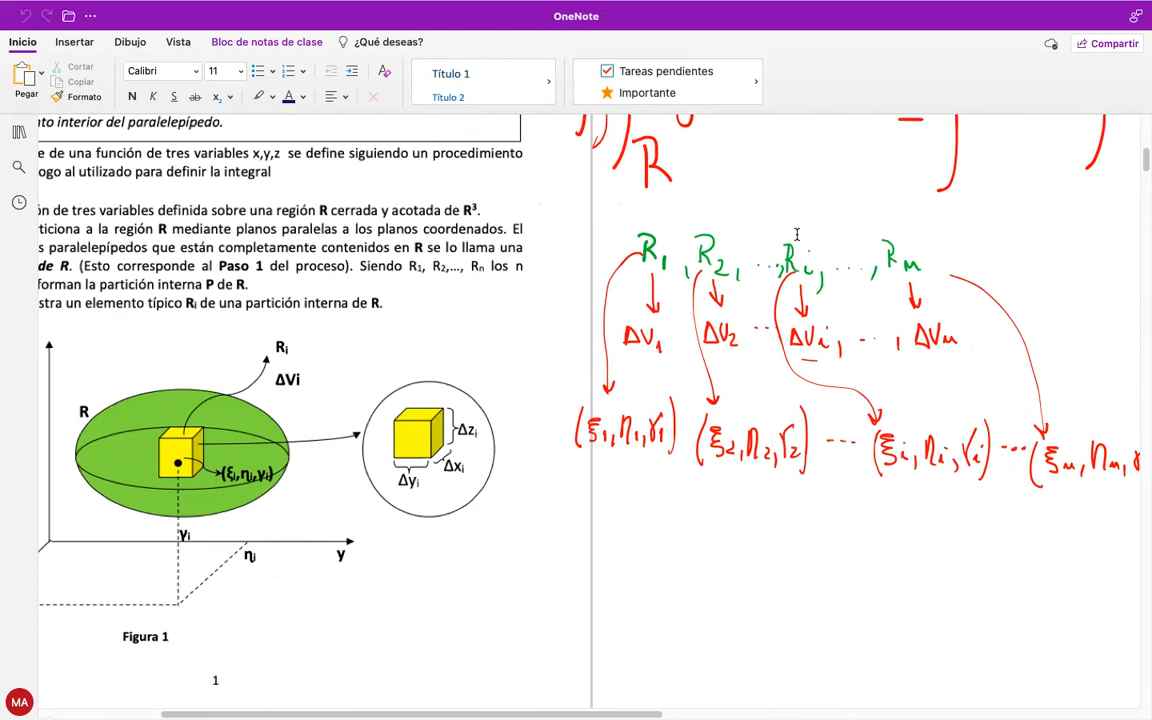 OneNote
Inicio Insertar Dibujo Vista Bloc de notas de clase ¿Qué deseas? Compartir
Pegar Cortar Copiar Formato
Calibri 11
N K S ab x₂ A
Título 1
Título 2
Tareas pendientes
Importante
nto interior del paralelepípedo.
e de una función de tres variables x,y,z se define siguiendo un procedimiento
logo al utilizado para definir la integral
ón de tres variables definida sobre una región R cerrada y acotada de R³.
ticiona a la región R mediante planos paralelas a los planos coordenados. El
s paralelepípedos que están completamente contenidos en R se lo llama una
de R. (Esto corresponde al Paso 1 del proceso). Siendo R₁, R₂,..., Rₙ los n
forman la partición interna P de R.
stra un elemento típico Rᵢ de una partición interna de R.
Rᵢ
ΔVi
R
(ξᵢ,ηᵢ,γᵢ)
Δzᵢ
Δxᵢ
Δyᵢ
γᵢ
ηᵢ
y
Figura 1
1
MA
R
R₁, R₂, ..., Rᵢ, ..., Rₙ
ΔV₁ ΔV₂ ... ΔVᵢ, ..., ΔVₙ
(ξ₁,η₁,γ₁) (ξ₂,η₂,γ₂) ... (ξᵢ,ηᵢ,γᵢ) ... (ξₙ,ηₙ,γ